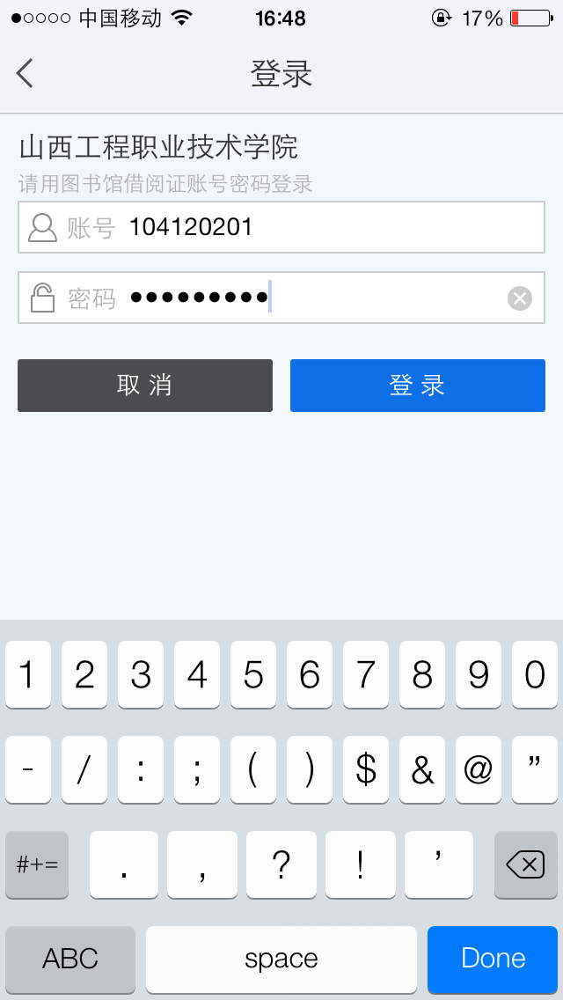 中国移动 16:48 17%
登录
山西工程职业技术学院
请用图书馆借阅证账号密码登录
账号 104120201
密码 •••••••••
取消 登录
1 2 3 4 5 6 7 8 9 0
- / : ; ( ) $ & @ ”
#+= . , ? ! ’
ABC space Done